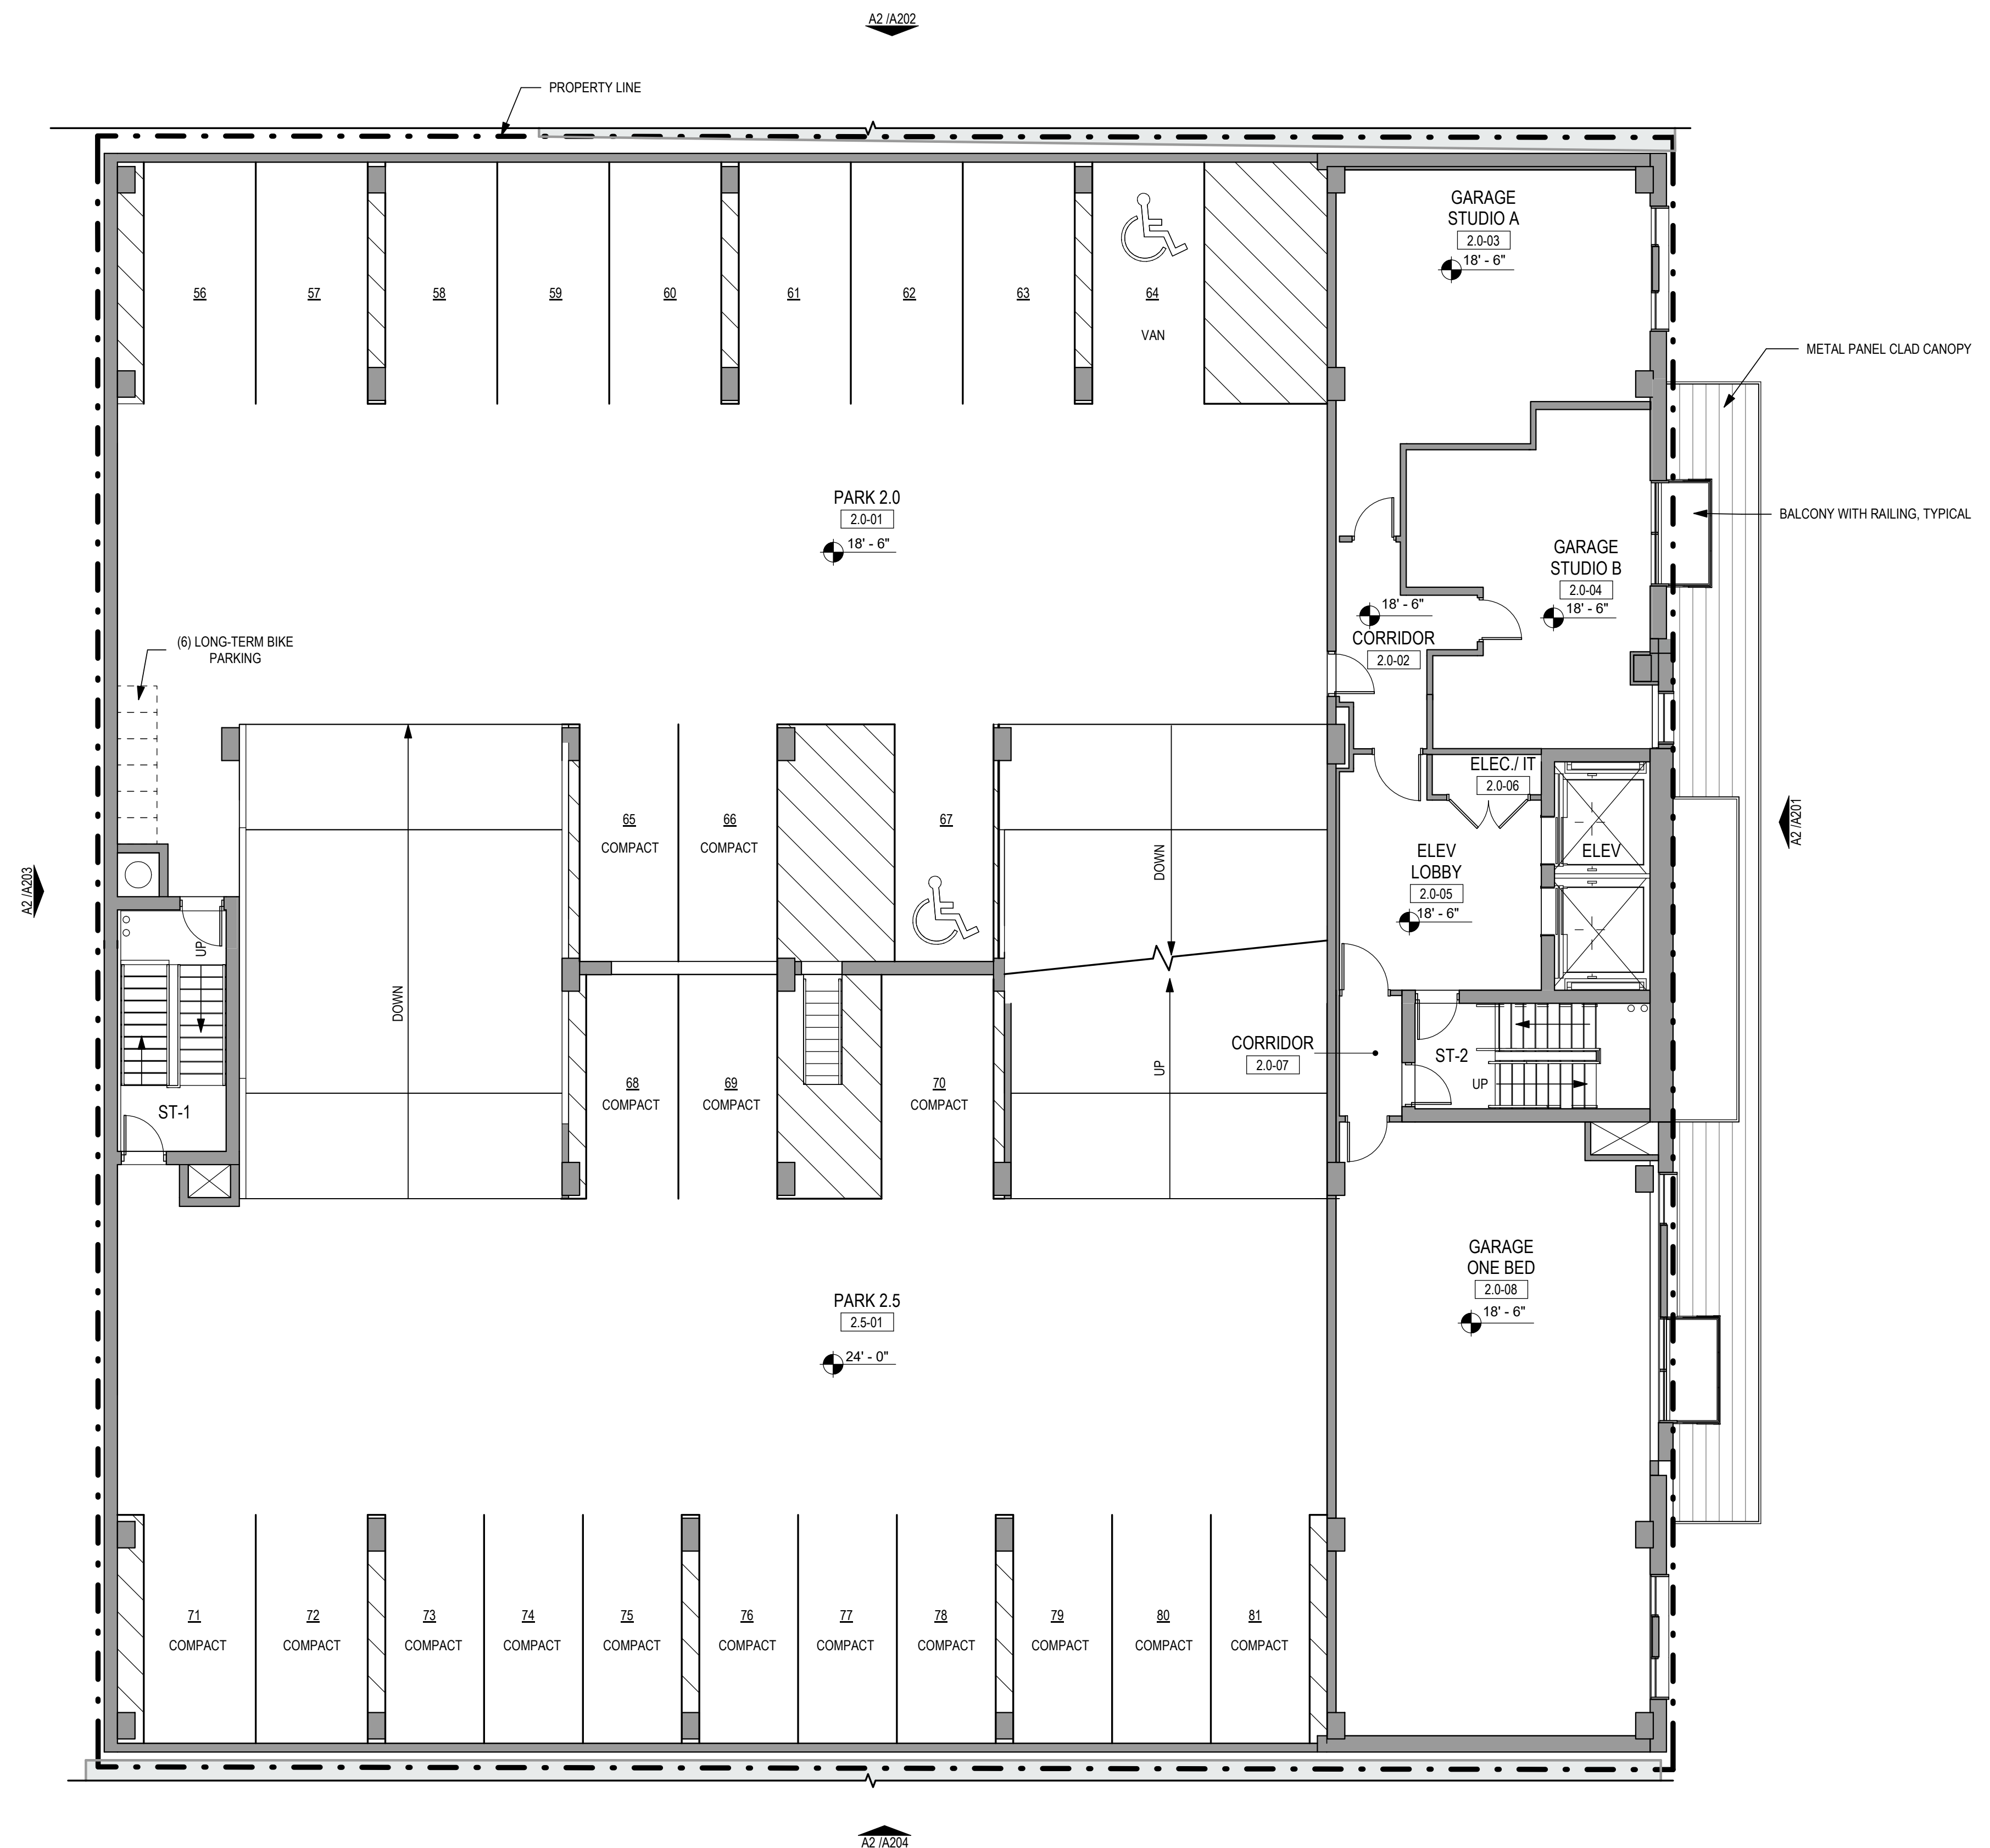 A2 /A202
PROPERTY LINE
GARAGE
STUDIO A
2.0-03
18' - 6"
56
57
58
59
60
61
62
63
64
VAN
METAL PANEL CLAD CANOPY
PARK 2.0
2.0-01
18' - 6"
BALCONY WITH RAILING, TYPICAL
GARAGE
STUDIO B
2.0-04
18' - 6"
18' - 6"
CORRIDOR
2.0-02
(6) LONG-TERM BIKE
PARKING
ELEC./ IT
2.0-06
65
COMPACT
66
COMPACT
67
DOWN
ELEV
LOBBY
2.0-05
18' - 6"
ELEV
A2 /A201
A2 /A203
UP
DOWN
ST-1
68
COMPACT
69
COMPACT
70
COMPACT
UP
CORRIDOR
2.0-07
ST-2
UP
GARAGE
ONE BED
2.0-08
18' - 6"
PARK 2.5
2.5-01
24' - 0"
71
COMPACT
72
COMPACT
73
COMPACT
74
COMPACT
75
COMPACT
76
COMPACT
77
COMPACT
78
COMPACT
79
COMPACT
80
COMPACT
81
COMPACT
A2 /A204